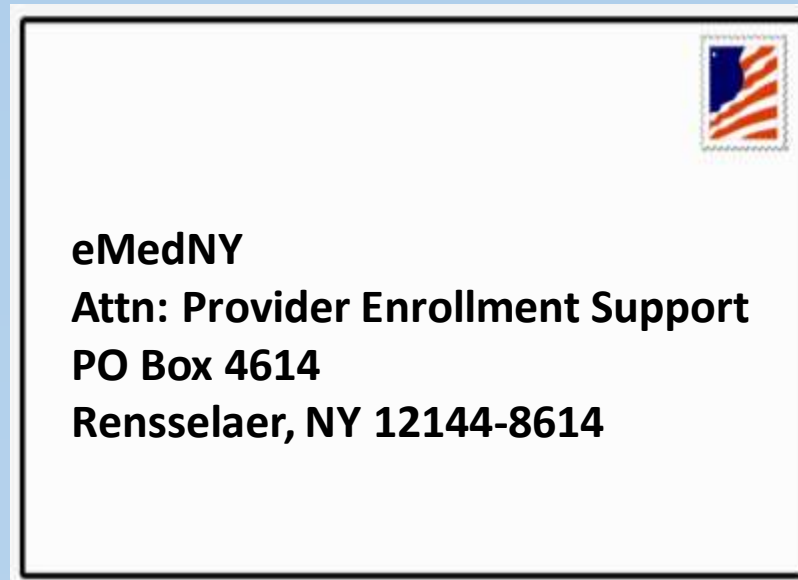 eMedNY
Attn: Provider Enrollment Support
PO Box 4614
Rensselaer, NY 12144-8614